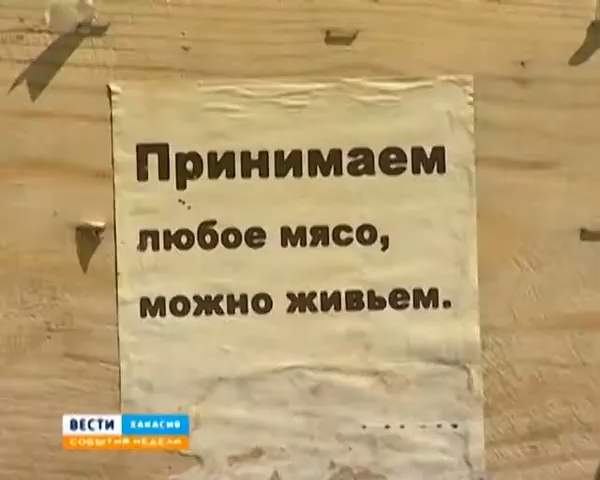 Принимаем
любое мясо,
можно живьем.
ВЕСТИ ХАКАСИЯ
СОБЫТИЯ НЕДЕЛИ